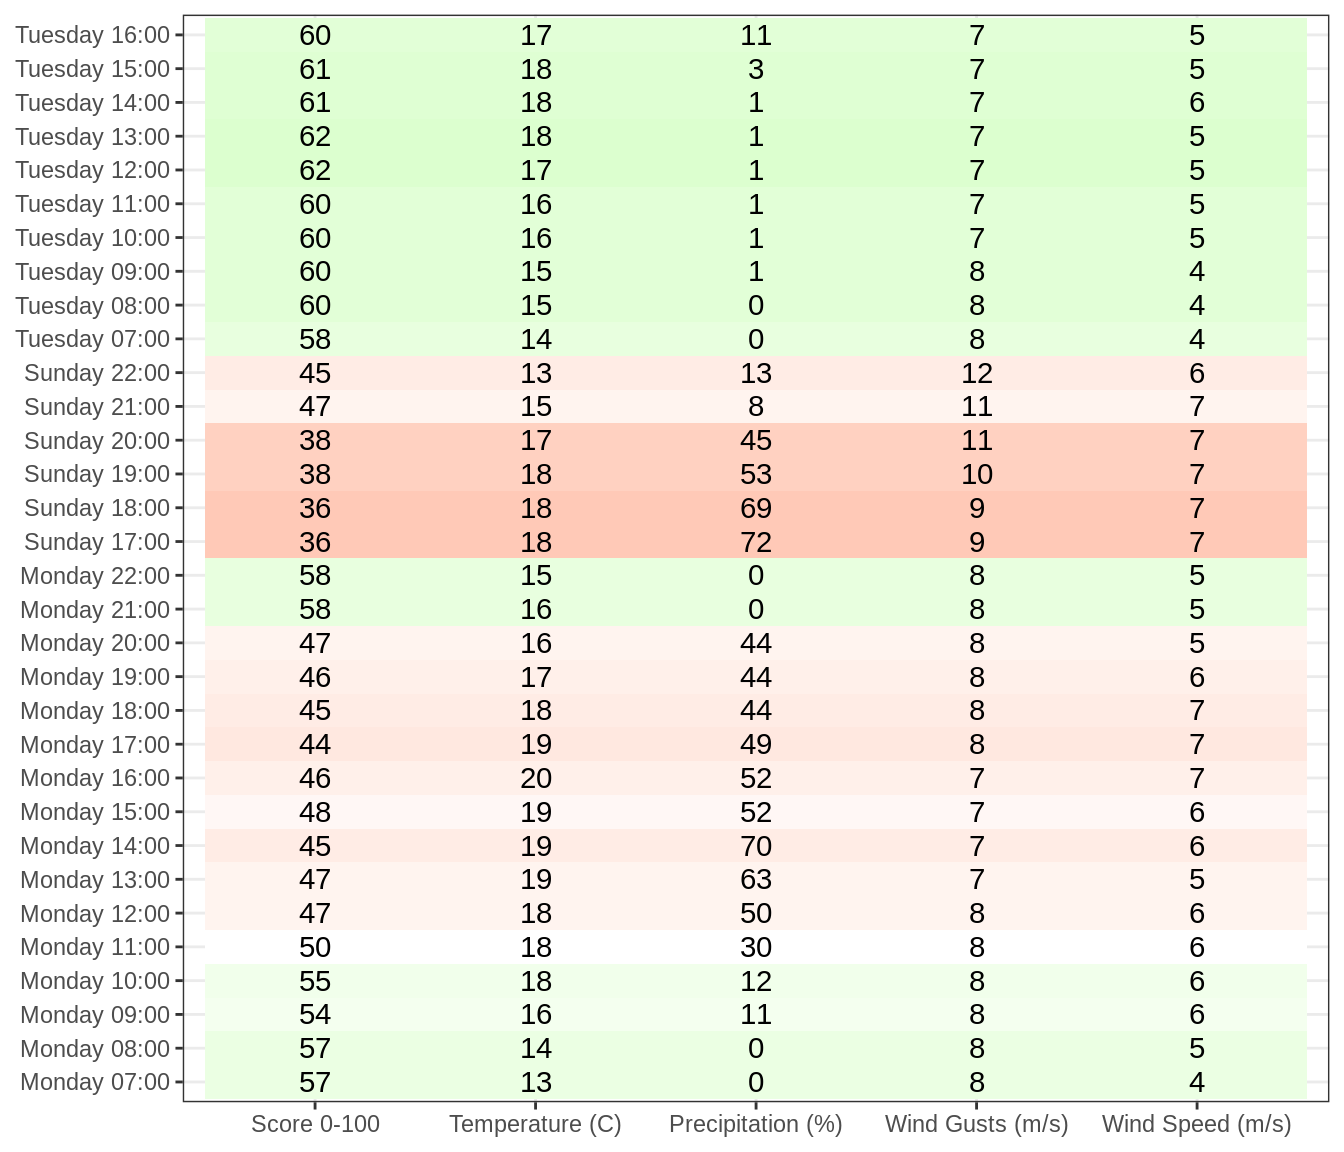 Tuesday 16:00 60 17 11 7 5
Tuesday 15:00 61 18 3 7 5
Tuesday 14:00 61 18 1 7 6
Tuesday 13:00 62 18 1 7 5
Tuesday 12:00 62 17 1 7 5
Tuesday 11:00 60 16 1 7 5
Tuesday 10:00 60 16 1 7 5
Tuesday 09:00 60 15 1 8 4
Tuesday 08:00 60 15 0 8 4
Tuesday 07:00 58 14 0 8 4
Sunday 22:00 45 13 13 12 6
Sunday 21:00 47 15 8 11 7
Sunday 20:00 38 17 45 11 7
Sunday 19:00 38 18 53 10 7
Sunday 18:00 36 18 69 9 7
Sunday 17:00 36 18 72 9 7
Monday 22:00 58 15 0 8 5
Monday 21:00 58 16 0 8 5
Monday 20:00 47 16 44 8 5
Monday 19:00 46 17 44 8 6
Monday 18:00 45 18 44 8 7
Monday 17:00 44 19 49 8 7
Monday 16:00 46 20 52 7 7
Monday 15:00 48 19 52 7 6
Monday 14:00 45 19 70 7 6
Monday 13:00 47 19 63 7 5
Monday 12:00 47 18 50 8 6
Monday 11:00 50 18 30 8 6
Monday 10:00 55 18 12 8 6
Monday 09:00 54 16 11 8 6
Monday 08:00 57 14 0 8 5
Monday 07:00 57 13 0 8 4
Score 0-100 Temperature (C) Precipitation (%) Wind Gusts (m/s) Wind Speed (m/s)